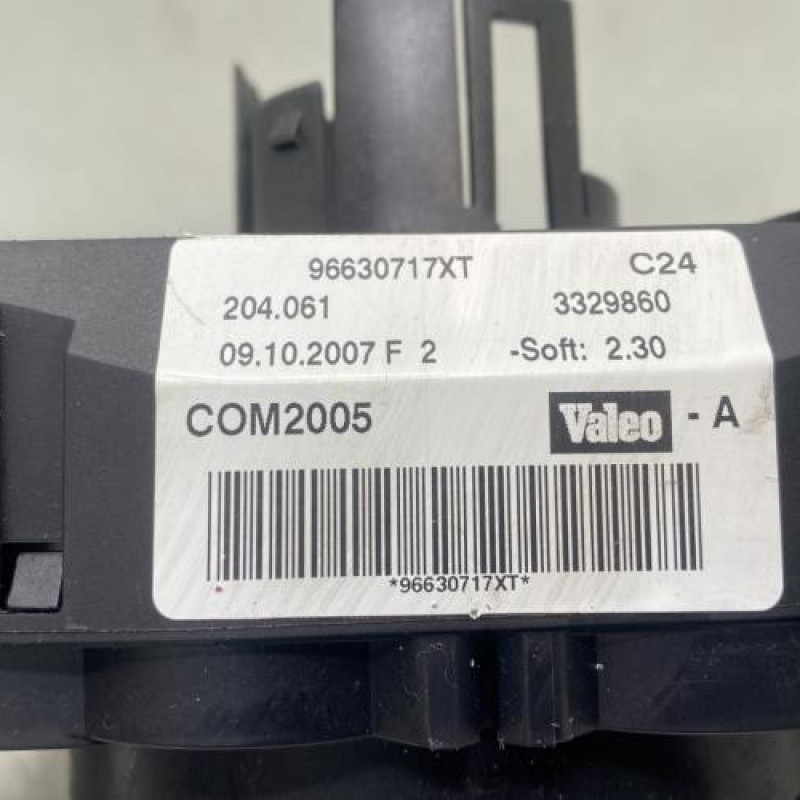 96630717XT C24
204.061 3329860
09.10.2007 F 2 -Soft: 2.30
COM2005 Valeo - A
*96630717XT*